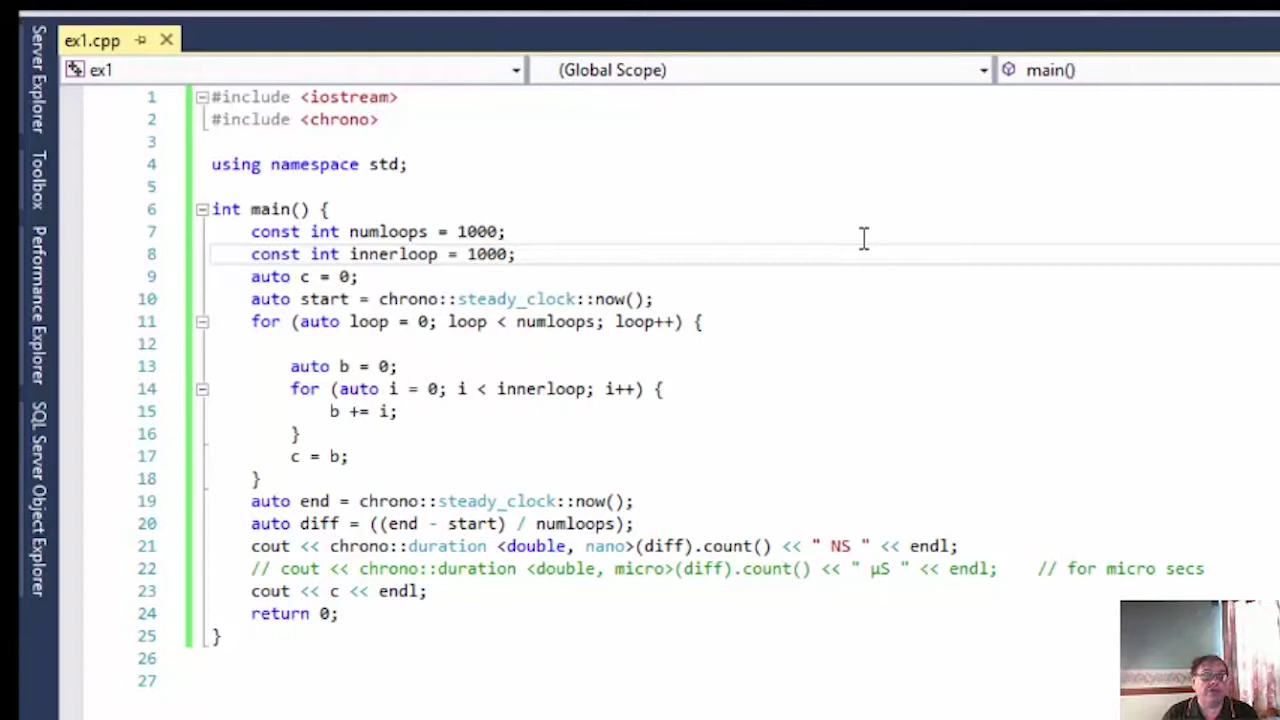 ex1.cpp
ex1 (Global Scope) main()
Server Explorer
Toolbox
Performance Explorer
SQL Server Object Explorer
1 #include <iostream>
2 #include <chrono>
3
4 using namespace std;
5
6 int main() {
7 const int numloops = 1000;
8 const int innerloop = 1000;
9 auto c = 0;
10 auto start = chrono::steady_clock::now();
11 for (auto loop = 0; loop < numloops; loop++) {
12
13 auto b = 0;
14 for (auto i = 0; i < innerloop; i++) {
15 b += i;
16 }
17 c = b;
18 }
19 auto end = chrono::steady_clock::now();
20 auto diff = ((end - start) / numloops);
21 cout << chrono::duration <double, nano>(diff).count() << " NS " << endl;
22 // cout << chrono::duration <double, micro>(diff).count() << " µS " << endl; // for micro secs
23 cout << c << endl;
24 return 0;
25 }
26
27